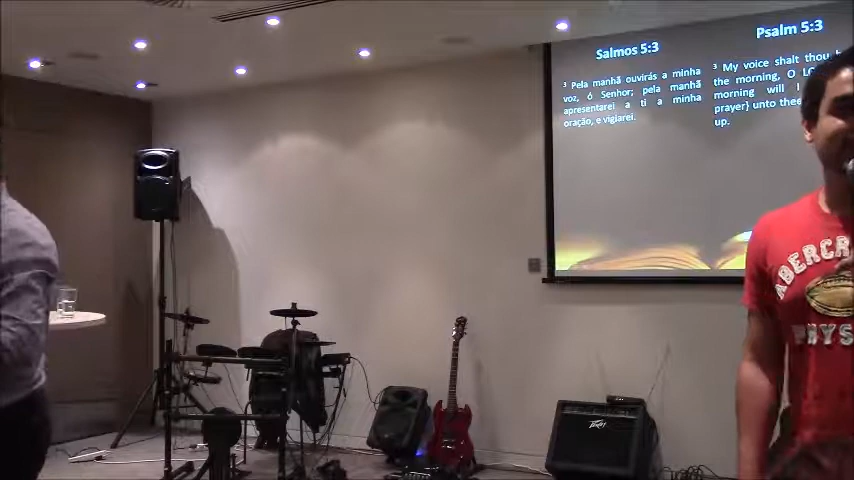 Salmos 5:3
³ Pela manhã ouvirás a minha
voz, ó Senhor; pela manhã
apresentarei a ti a minha
oração, e vigiarei.
Psalm 5:3
³ My voice shalt thou
the morning, O
morning will I
prayer} unto thee
up.
ABERCR
PHYS
PEAVEY